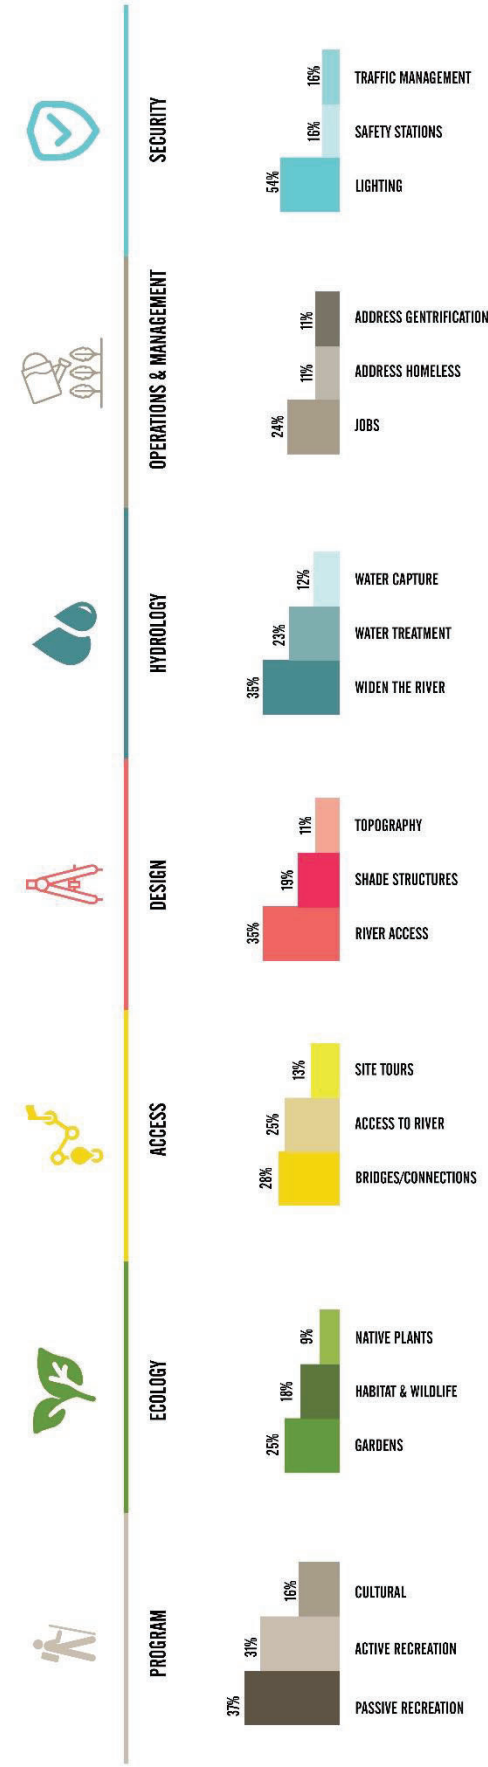 SECURITY
16%
TRAFFIC MANAGEMENT
16%
SAFETY STATIONS
54%
LIGHTING
OPERATIONS & MANAGEMENT
11%
ADDRESS GENTRIFICATION
11%
ADDRESS HOMELESS
24%
JOBS
HYDROLOGY
12%
WATER CAPTURE
23%
WATER TREATMENT
35%
WIDEN THE RIVER
DESIGN
11%
TOPOGRAPHY
19%
SHADE STRUCTURES
35%
RIVER ACCESS
ACCESS
13%
SITE TOURS
25%
ACCESS TO RIVER
28%
BRIDGES/CONNECTIONS
ECOLOGY
9%
NATIVE PLANTS
18%
HABITAT & WILDLIFE
25%
GARDENS
PROGRAM
16%
CULTURAL
31%
ACTIVE RECREATION
37%
PASSIVE RECREATION